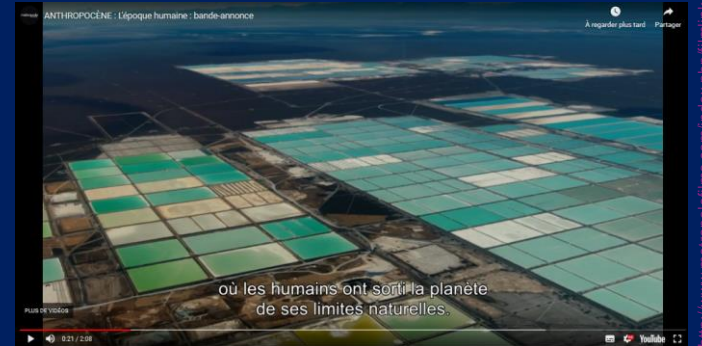 ANTHROPOCÈNE : L'époque humaine : bande-annonce
À regarder plus tard
Partager
où les humains ont sorti la planète
de ses limites naturelles.
PLUS DE VIDÉOS
0:21 / 2:08
YouTube